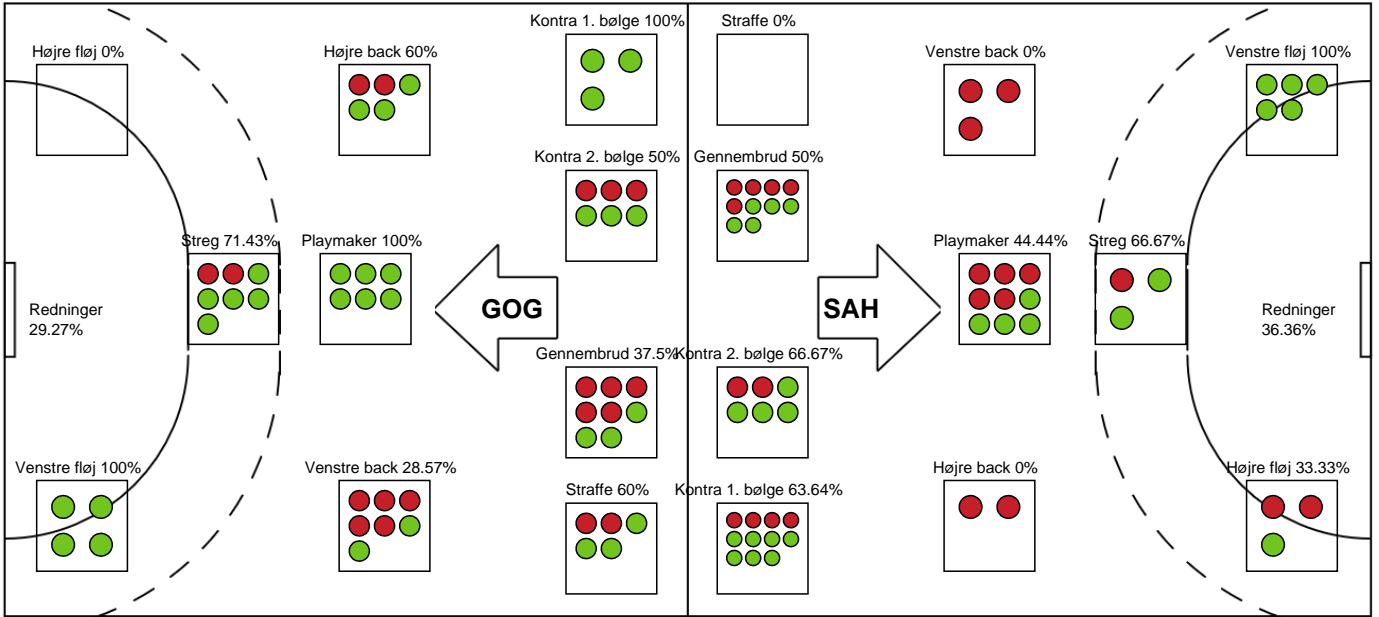 Kontra 1. bølge 100%
Straffe 0%
Højre fløj 0%
Højre back 60%
Venstre back 0%
Venstre fløj 100%
Kontra 2. bølge 50%
Gennembrud 50%
Streg 71.43%
Playmaker 100%
Playmaker 44.44%
Streg 66.67%
Redninger
29.27%
GOG
SAH
Redninger
36.36%
Gennembrud 37.5%
Kontra 2. bølge 66.67%
Venstre fløj 100%
Venstre back 28.57%
Straffe 60%
Kontra 1. bølge 63.64%
Højre back 0%
Højre fløj 33.33%